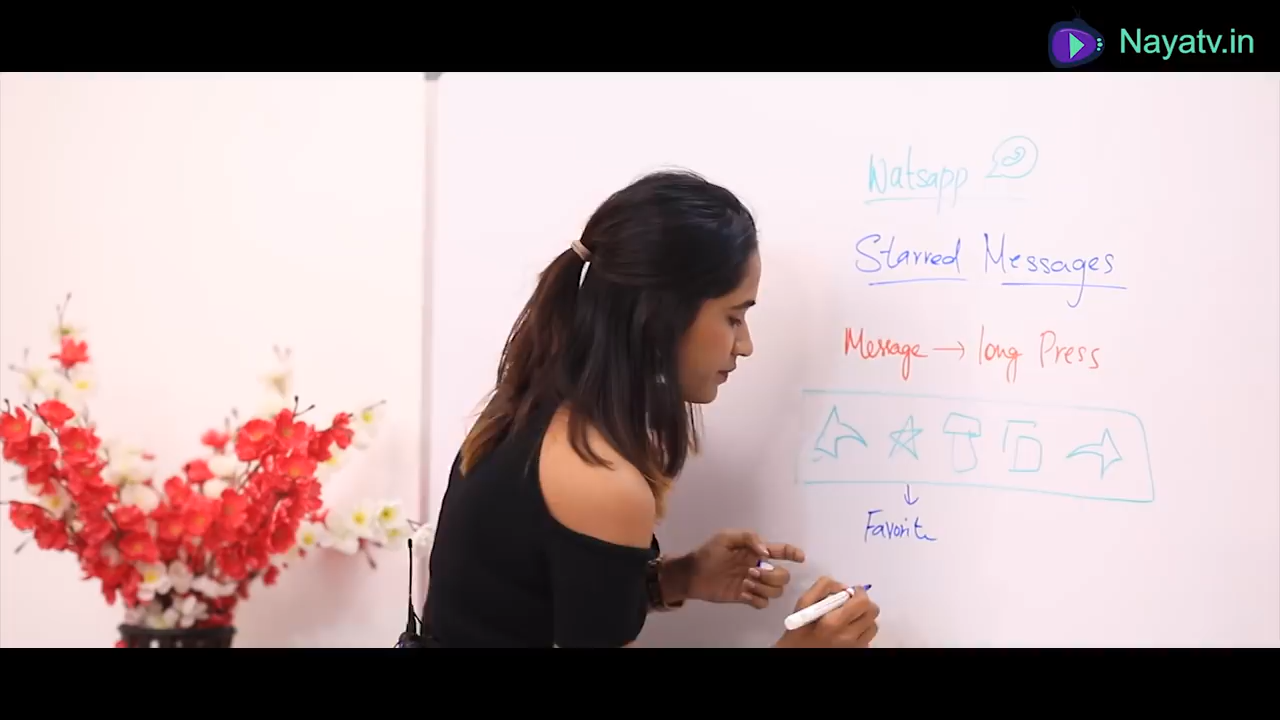 Nayatv.in
Watsapp
Starred Messages
Message → long Press
Favorite